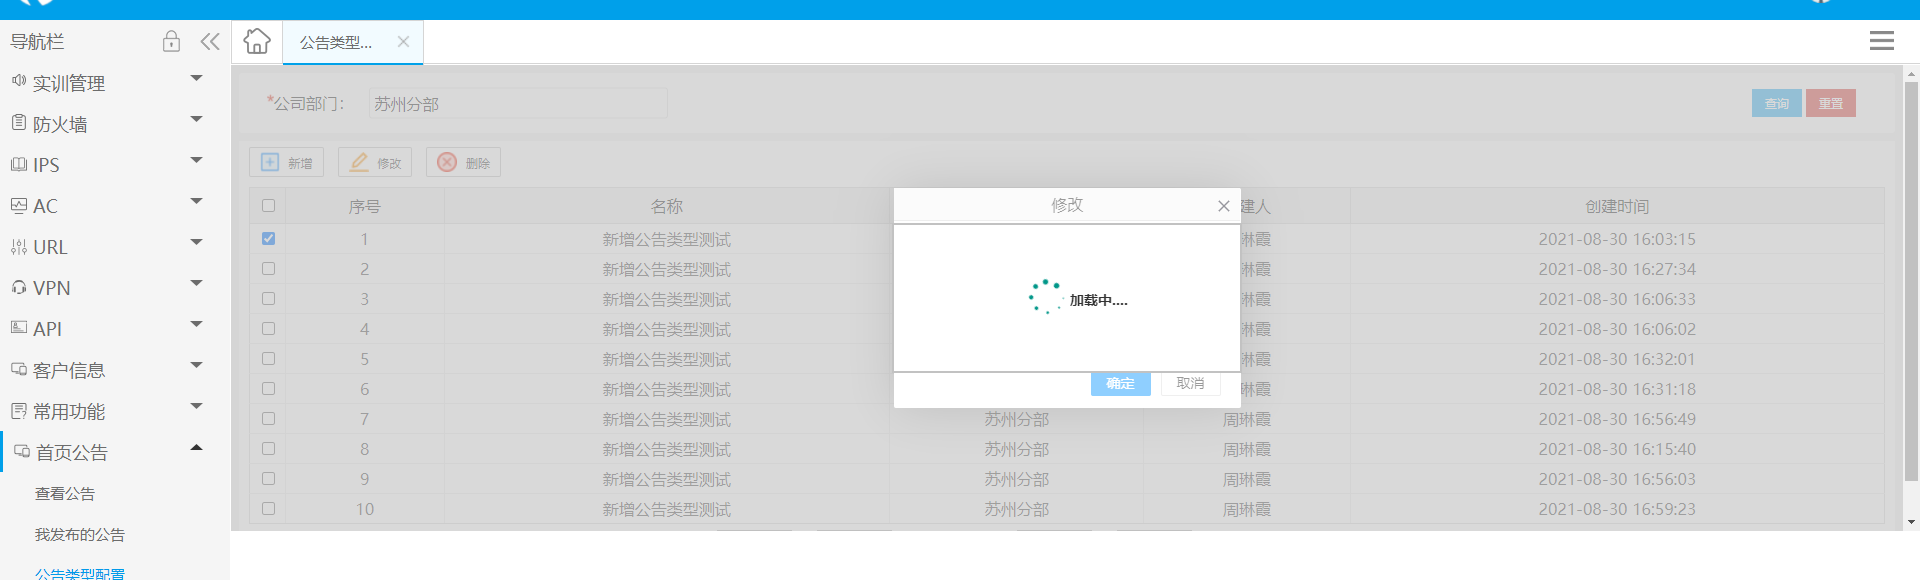 导航栏
公告类型...
实训管理
防火墙
IPS
AC
URL
VPN
API
客户信息
常用功能
首页公告
查看公告
我发布的公告
公告类型配置
*公司部门： 苏州分部 查询 重置
新增 修改 删除
序号 名称 建人 创建时间
1 新增公告类型测试 琳霞 2021-08-30 16:03:15
2 新增公告类型测试 琳霞 2021-08-30 16:27:34
3 新增公告类型测试 琳霞 2021-08-30 16:06:33
4 新增公告类型测试 琳霞 2021-08-30 16:06:02
5 新增公告类型测试 琳霞 2021-08-30 16:32:01
6 新增公告类型测试 琳霞 2021-08-30 16:31:18
7 新增公告类型测试 苏州分部 周琳霞 2021-08-30 16:56:49
8 新增公告类型测试 苏州分部 周琳霞 2021-08-30 16:15:40
9 新增公告类型测试 苏州分部 周琳霞 2021-08-30 16:56:03
10 新增公告类型测试 苏州分部 周琳霞 2021-08-30 16:59:23
修改
加载中....
确定 取消